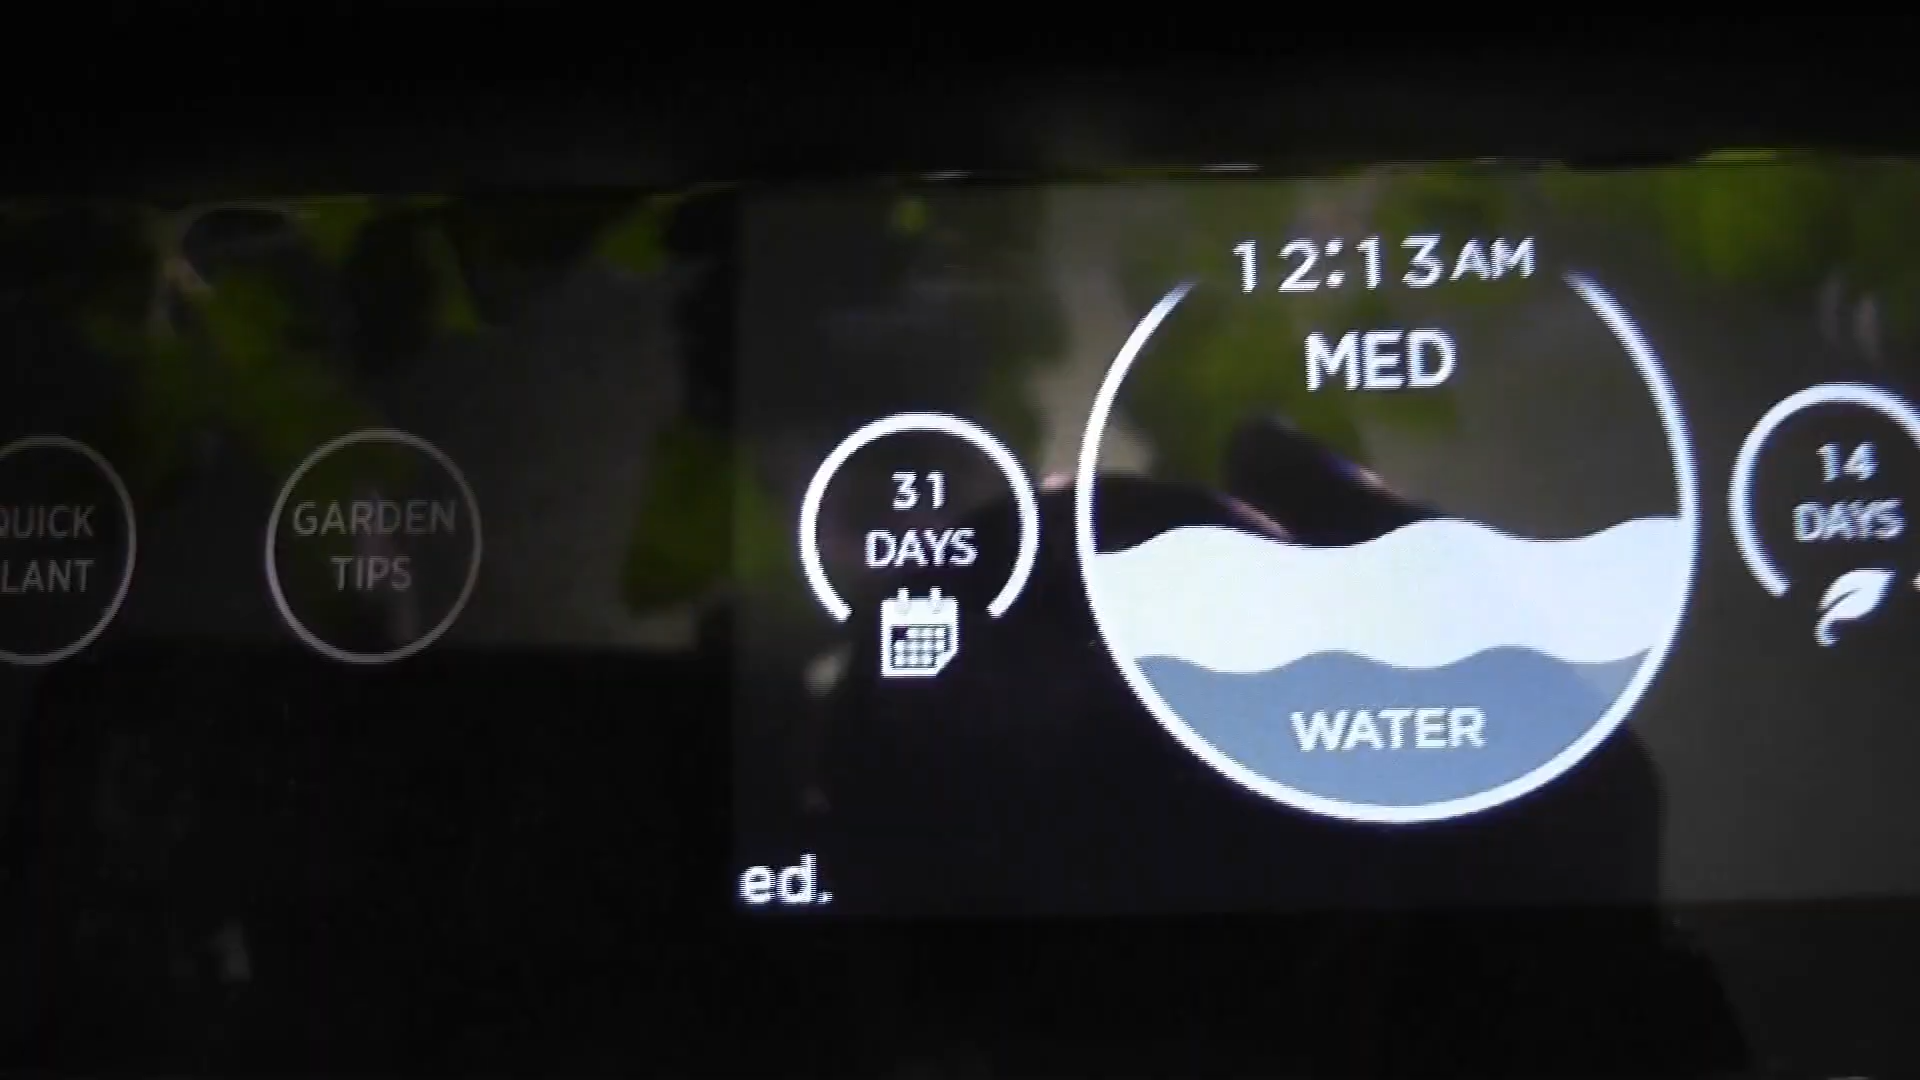 QUICK
LANT
GARDEN
TIPS
31
DAYS
12:13AM
MED
WATER
14
DAYS
ed.